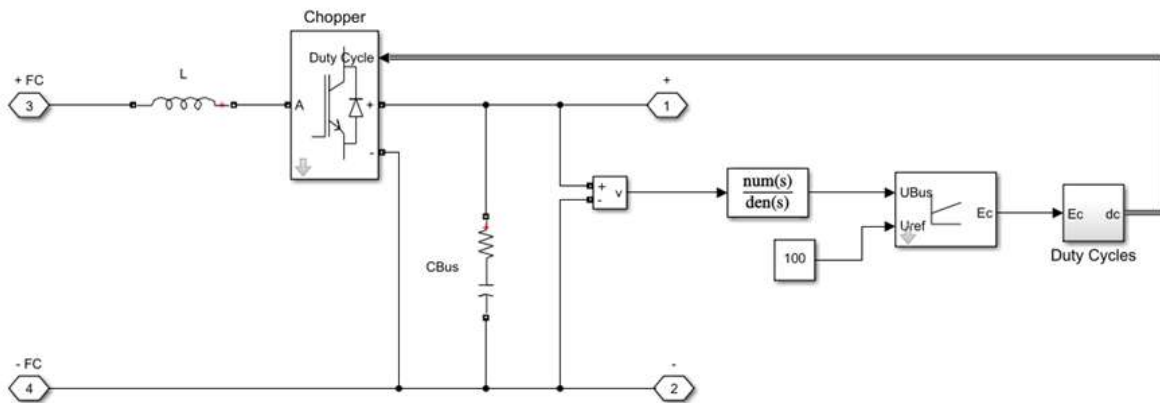 Chopper
Duty Cycle
+ FC
3
L
A
+
-
+
1
+
-
v
num(s)
den(s)
UBus
Uref
Ec
Ec
dc
Duty Cycles
100
CBus
- FC
4
-
2